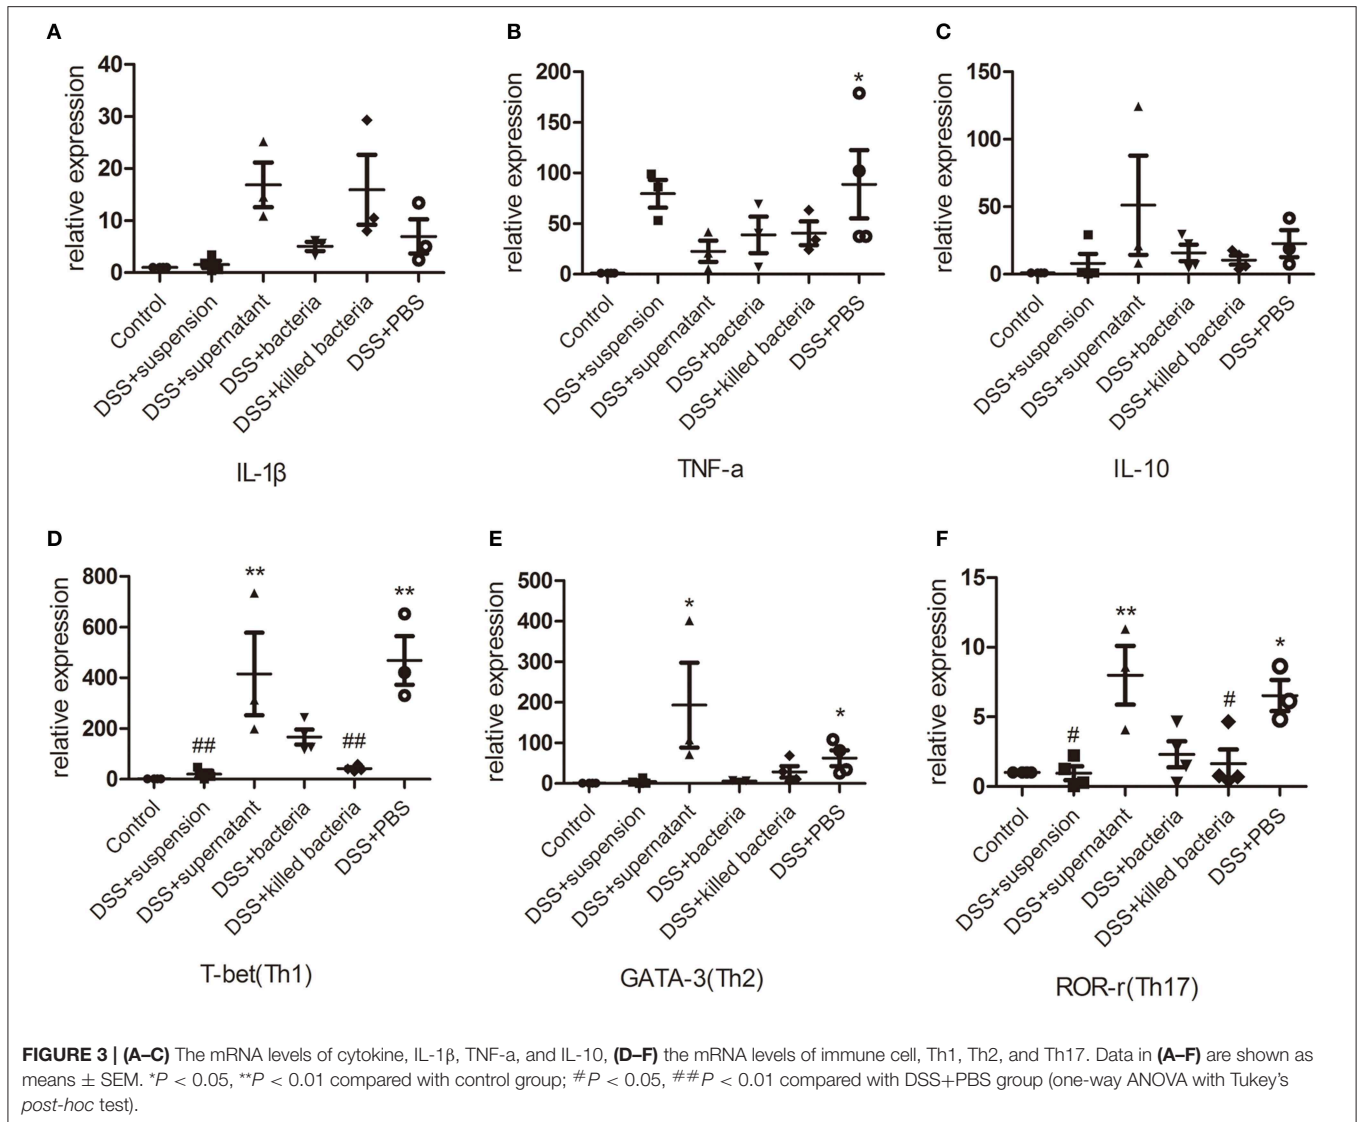 A
relative expression
40
30
20
10
0
Control
DSS+suspension
DSS+supernatant
DSS+bacteria
DSS+killed bacteria
DSS+PBS
IL-1β
B
relative expression
200
150
100
50
0
*
Control
DSS+suspension
DSS+supernatant
DSS+bacteria
DSS+killed bacteria
DSS+PBS
TNF-a
C
relative expression
150
100
50
0
Control
DSS+suspension
DSS+supernatant
DSS+bacteria
DSS+killed bacteria
DSS+PBS
IL-10
D
relative expression
800
600
400
200
0
##
**
##
**
Control
DSS+suspension
DSS+supernatant
DSS+bacteria
DSS+killed bacteria
DSS+PBS
T-bet(Th1)
E
relative expression
500
400
300
200
100
0
*
*
Control
DSS+suspension
DSS+supernatant
DSS+bacteria
DSS+killed bacteria
DSS+PBS
GATA-3(Th2)
F
relative expression
15
10
5
0
#
**
#
*
Control
DSS+suspension
DSS+supernatant
DSS+bacteria
DSS+killed bacteria
DSS+PBS
ROR-r(Th17)
FIGURE 3 | (A–C) The mRNA levels of cytokine, IL-1β, TNF-a, and IL-10, (D–F) the mRNA levels of immune cell, Th1, Th2, and Th17. Data in (A–F) are shown as
means ± SEM. *P < 0.05, **P < 0.01 compared with control group; #P < 0.05, ##P < 0.01 compared with DSS+PBS group (one-way ANOVA with Tukey's
post-hoc test).